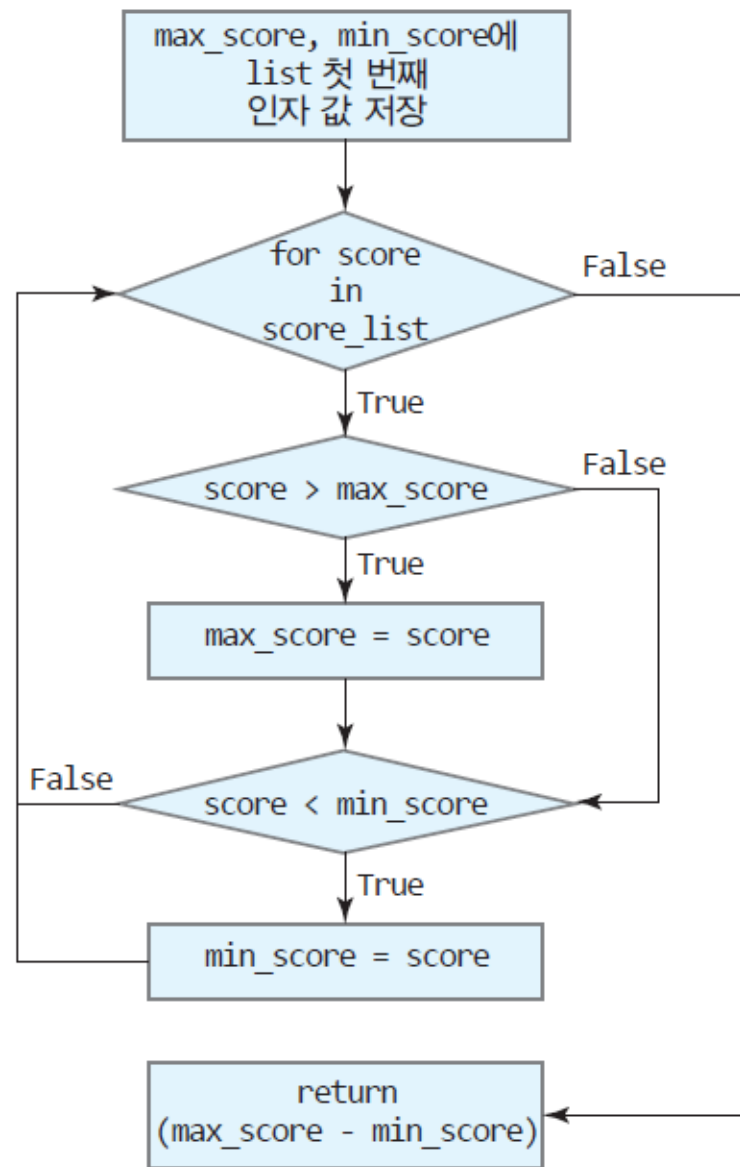 max_score, min_score에
list 첫 번째
인자 값 저장
for score
in
score_list
False
True
score > max_score
False
True
max_score = score
False
score < min_score
True
min_score = score
return
(max_score - min_score)